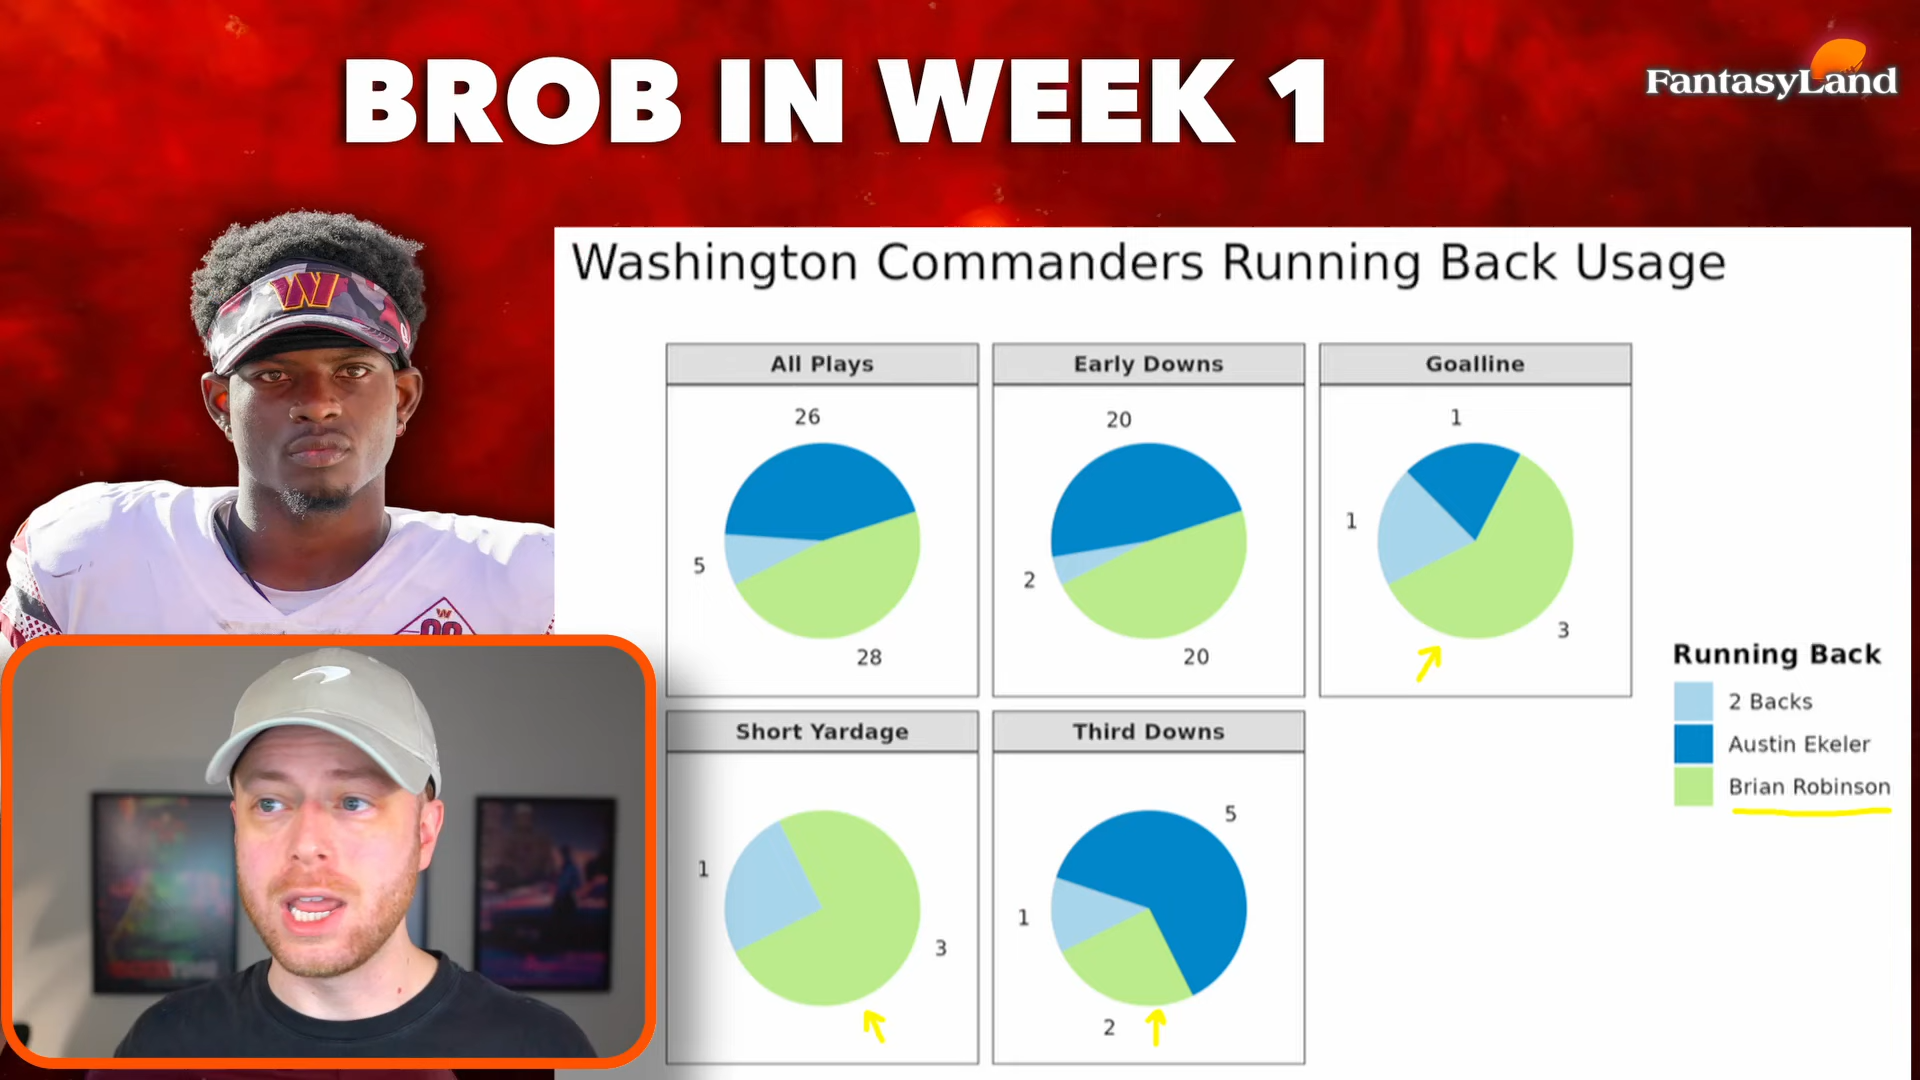 BROB IN WEEK 1
FantasyLand
Washington Commanders Running Back Usage
All Plays
26
5
28
Early Downs
20
2
20
Goalline
1
1
3
Short Yardage
1
3
Third Downs
5
1
2
Running Back
2 Backs
Austin Ekeler
Brian Robinson
W
W